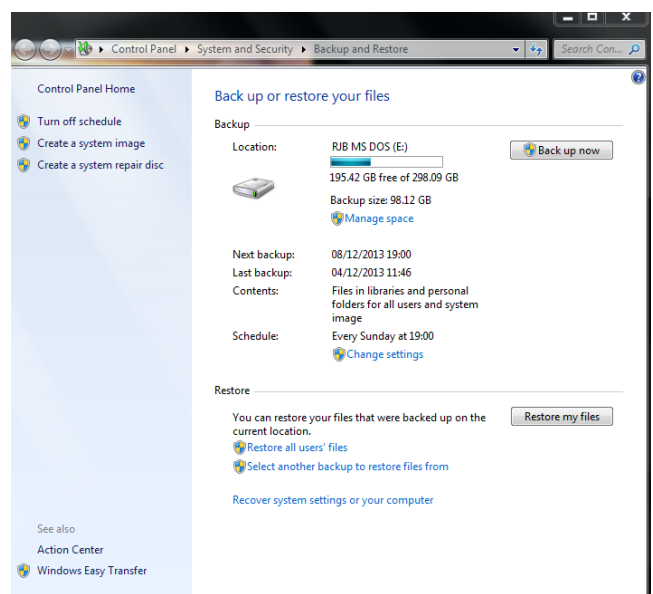 Control Panel ▸ System and Security ▸ Backup and Restore
Search Con...
Control Panel Home
Turn off schedule
Create a system image
Create a system repair disc
Back up or restore your files
Backup
Location: RJB MS DOS (E:)
Back up now
195.42 GB free of 298.09 GB
Backup size: 98.12 GB
Manage space
Next backup: 08/12/2013 19:00
Last backup: 04/12/2013 11:46
Contents: Files in libraries and personal
folders for all users and system
image
Schedule: Every Sunday at 19:00
Change settings
Restore
You can restore your files that were backed up on the
current location.
Restore my files
Restore all users' files
Select another backup to restore files from
Recover system settings or your computer
See also
Action Center
Windows Easy Transfer